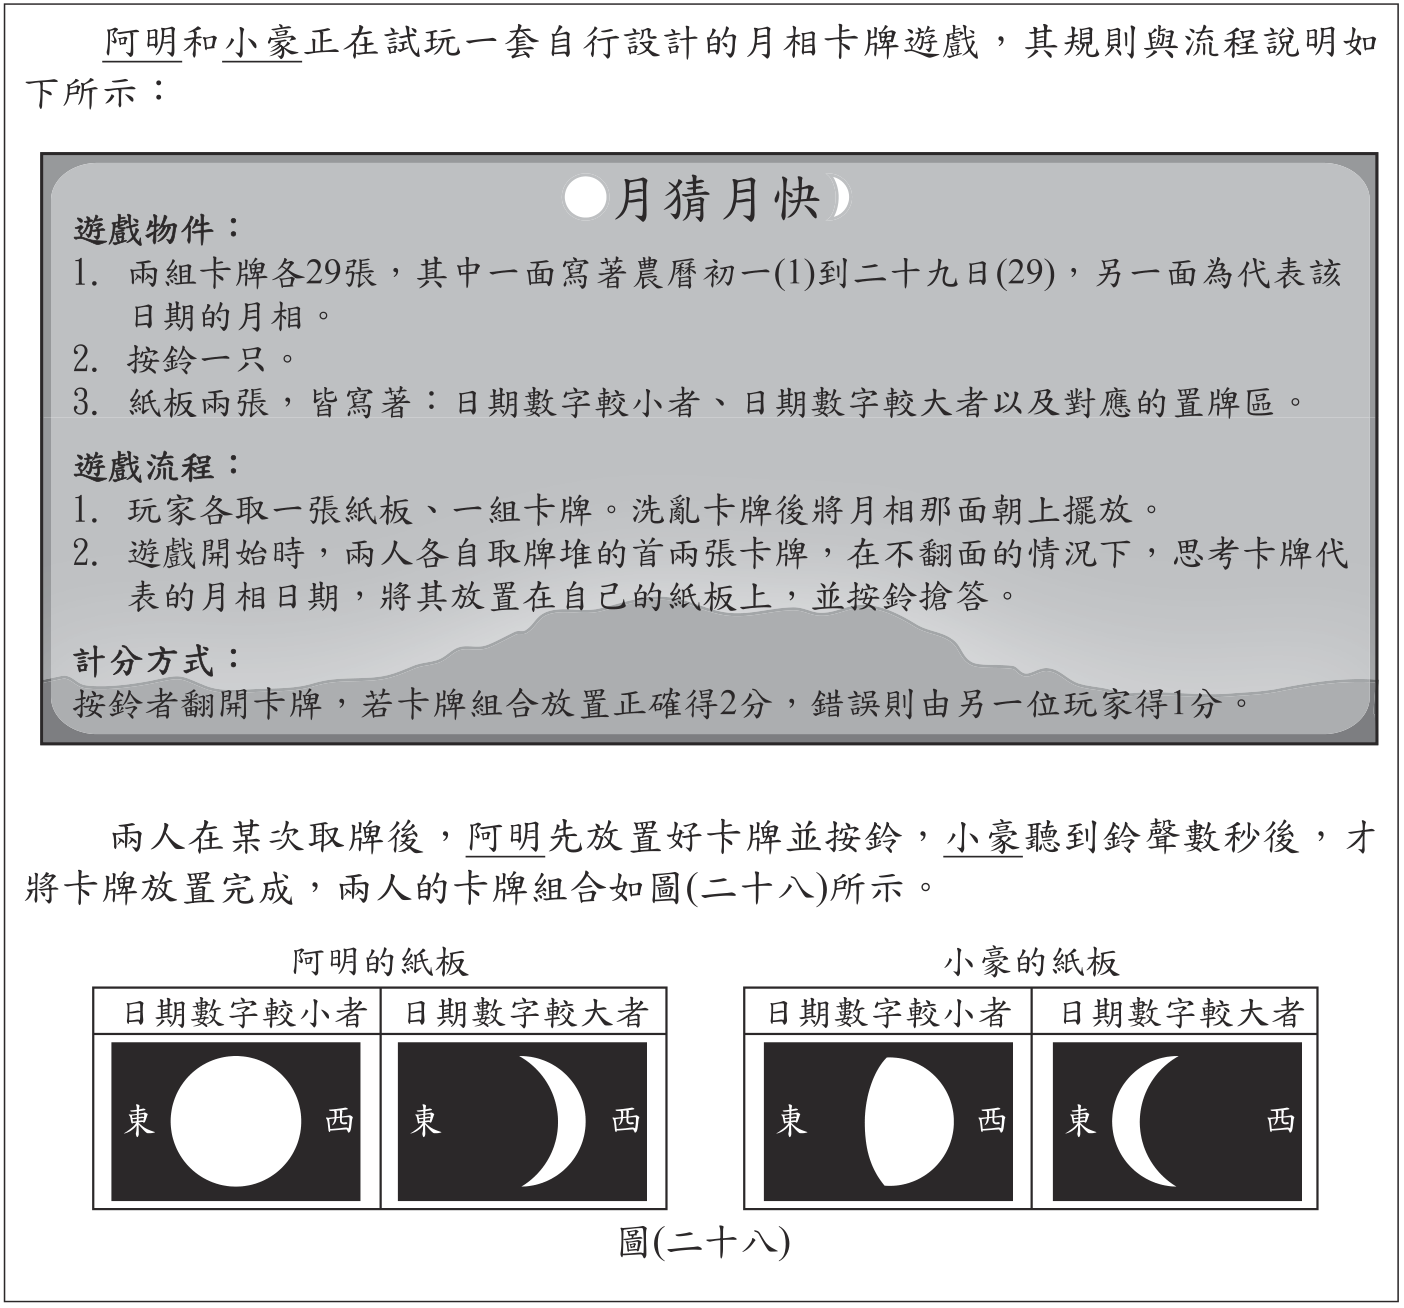 阿明和小豪正在試玩一套自行設計的月相卡牌遊戲，其規則與流程說明如
下所示：
月猜月快
遊戲物件：
1. 兩組卡牌各29張，其中一面寫著農曆初一(1)到二十九日(29)，另一面為代表該
日期的月相。
2. 按鈴一只。
3. 紙板兩張，皆寫著：日期數字較小者、日期數字較大者以及對應的置牌區。
遊戲流程：
1. 玩家各取一張紙板、一組卡牌。洗亂卡牌後將月相那面朝上擺放。
2. 遊戲開始時，兩人各自取牌堆的首兩張卡牌，在不翻面的情況下，思考卡牌代
表的月相日期，將其放置在自己的紙板上，並按鈴搶答。
計分方式：
按鈴者翻開卡牌，若卡牌組合放置正確得2分，錯誤則由另一位玩家得1分。
兩人在某次取牌後，阿明先放置好卡牌並按鈴，小豪聽到鈴聲數秒後，才
將卡牌放置完成，兩人的卡牌組合如圖(二十八)所示。
阿明的紙板
日期數字較小者 日期數字較大者
東 西 東 西
小豪的紙板
日期數字較小者 日期數字較大者
東 西 東 西
圖(二十八)